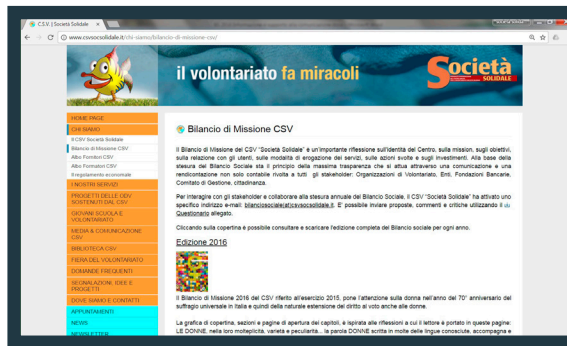 C.S.V. | Società Solidale
www.csvsocsolidale.it/chi-siamo/bilancio-di-missione-csv/
il volontariato fa miracoli
Società
SOLIDALE
HOME PAGE
CHI SIAMO
Il CSV Società Solidale
Bilancio di Missione CSV
Albo Fornitori CSV
Albo Formatori CSV
Il regolamento economale
I NOSTRI SERVIZI
PROGETTI DELLE ODV
SOSTENUTI DAL CSV
GIOVANI SCUOLA E
VOLONTARIATO
MEDIA & COMUNICAZIONE
CSV
BIBLIOTECA CSV
FIERA DEL VOLONTARIATO
DOMANDE FREQUENTI
SEGNALAZIONI, IDEE E
PROGETTI
DOVE SIAMO E CONTATTI
APPUNTAMENTI
NEWS
NEWSLETTER
Bilancio di Missione CSV
Il Bilancio di Missione del CSV "Società Solidale" è un'importante riflessione sull'identità del Centro, sulla mission, sugli obiettivi,
sulla relazione con gli utenti, sulle modalità di erogazione dei servizi, sulle azioni svolte e sugli investimenti. Alla base della
stesura del Bilancio Sociale sta il principio della massima trasparenza che si attua attraverso una comunicazione e una
rendicontazione non solo contabile rivolta a tutti gli stakeholder: Organizzazioni di Volontariato, Enti, Fondazioni Bancarie,
Comitato di Gestione, cittadinanza.
Per interagire con gli stakeholder e collaborare alla stesura annuale del Bilancio Sociale, il CSV "Società Solidale" ha attivato uno
specifico indirizzo e-mail: bilanciosociale(at)csvsocsolidale.it. E' possibile inviare proposte, commenti e critiche utilizzando il
Questionario allegato.
Cliccando sulla copertina è possibile consultare e scaricare l'edizione completa del Bilancio sociale per ogni anno.
Edizione 2016
Il Bilancio di Missione 2016 del CSV riferito all'esercizio 2015, pone l'attenzione sulla donna nell'anno del 70° anniversario del
suffragio universale in Italia e quindi della naturale estensione del diritto al voto anche alle donne.
La grafica di copertina, sezioni e pagine di apertura dei capitoli, è ispirata alle riflessioni a cui il lettore è portato in queste pagine:
LE DONNE, nella loro molteplicità, varietà e peculiarità... la parola DONNE scritta in molte delle lingue conosciute, accompagna e